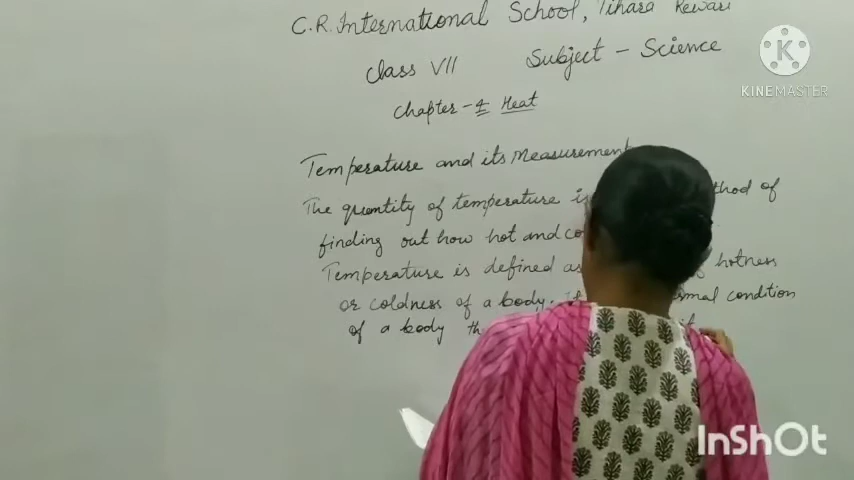 C.R. International School, Tihara Rewari
Class VII Subject - Science
KINEMASTER
Chapter - 4 Heat
Temperature and its measurement
The quantity of temperature is thod of
finding out how hot and co
Temperature is defined as hotness
or coldness of a body. It rmal condition
of a body th if
InShOt